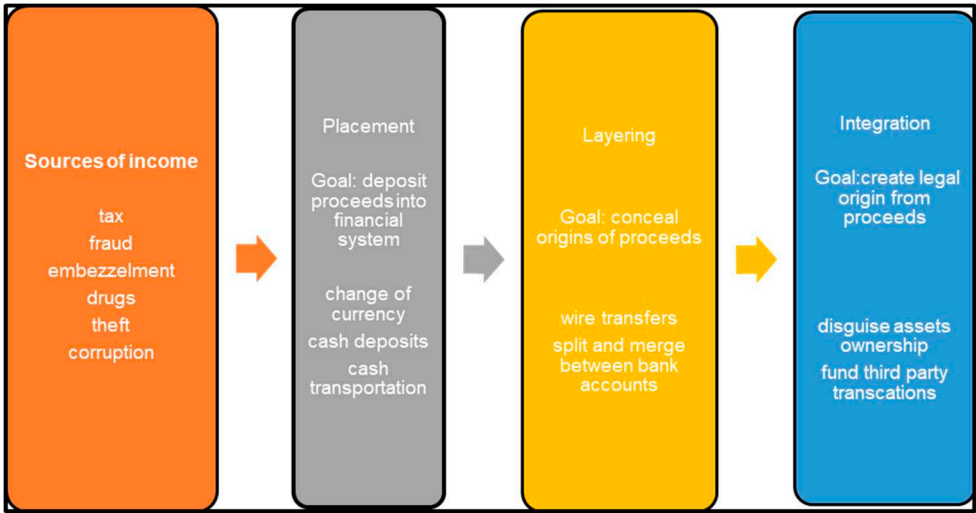 Sources of income
tax
fraud
embezzelment
drugs
theft
corruption
Placement
Goal: deposit
proceeds into
financial
system
change of
currency
cash deposits
cash
transportation
Layering
Goal: conceal
origins of proceeds
wire transfers
split and merge
between bank
accounts
Integration
Goal:create legal
origin from
proceeds
disguise assets
ownership
fund third party
transcations